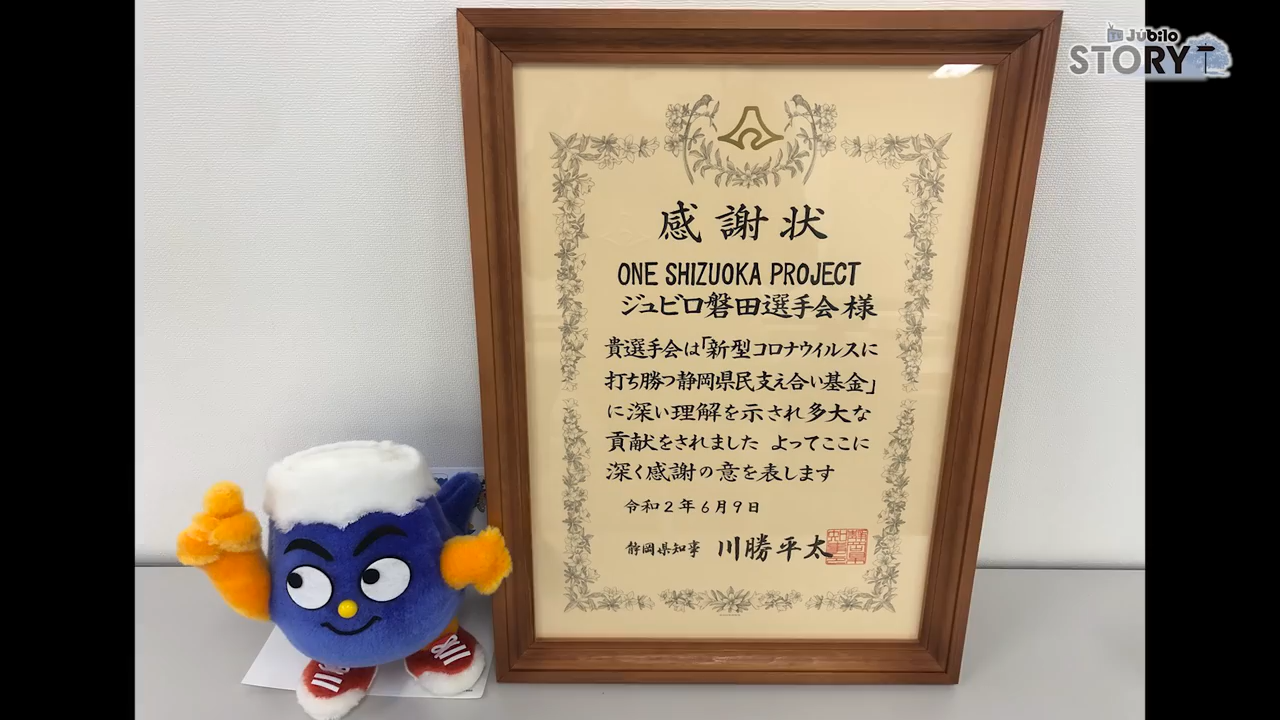 Júbilo
STORY
感謝状
ONE SHIZUOKA PROJECT
ジュビロ磐田選手会様
貴選手会は「新型コロナウイルスに
打ち勝つ静岡県民支え合い基金」
に深い理解を示され多大な
貢献をされました よってここに
深く感謝の意を表します
令和2年6月9日
静岡県知事 川勝平太